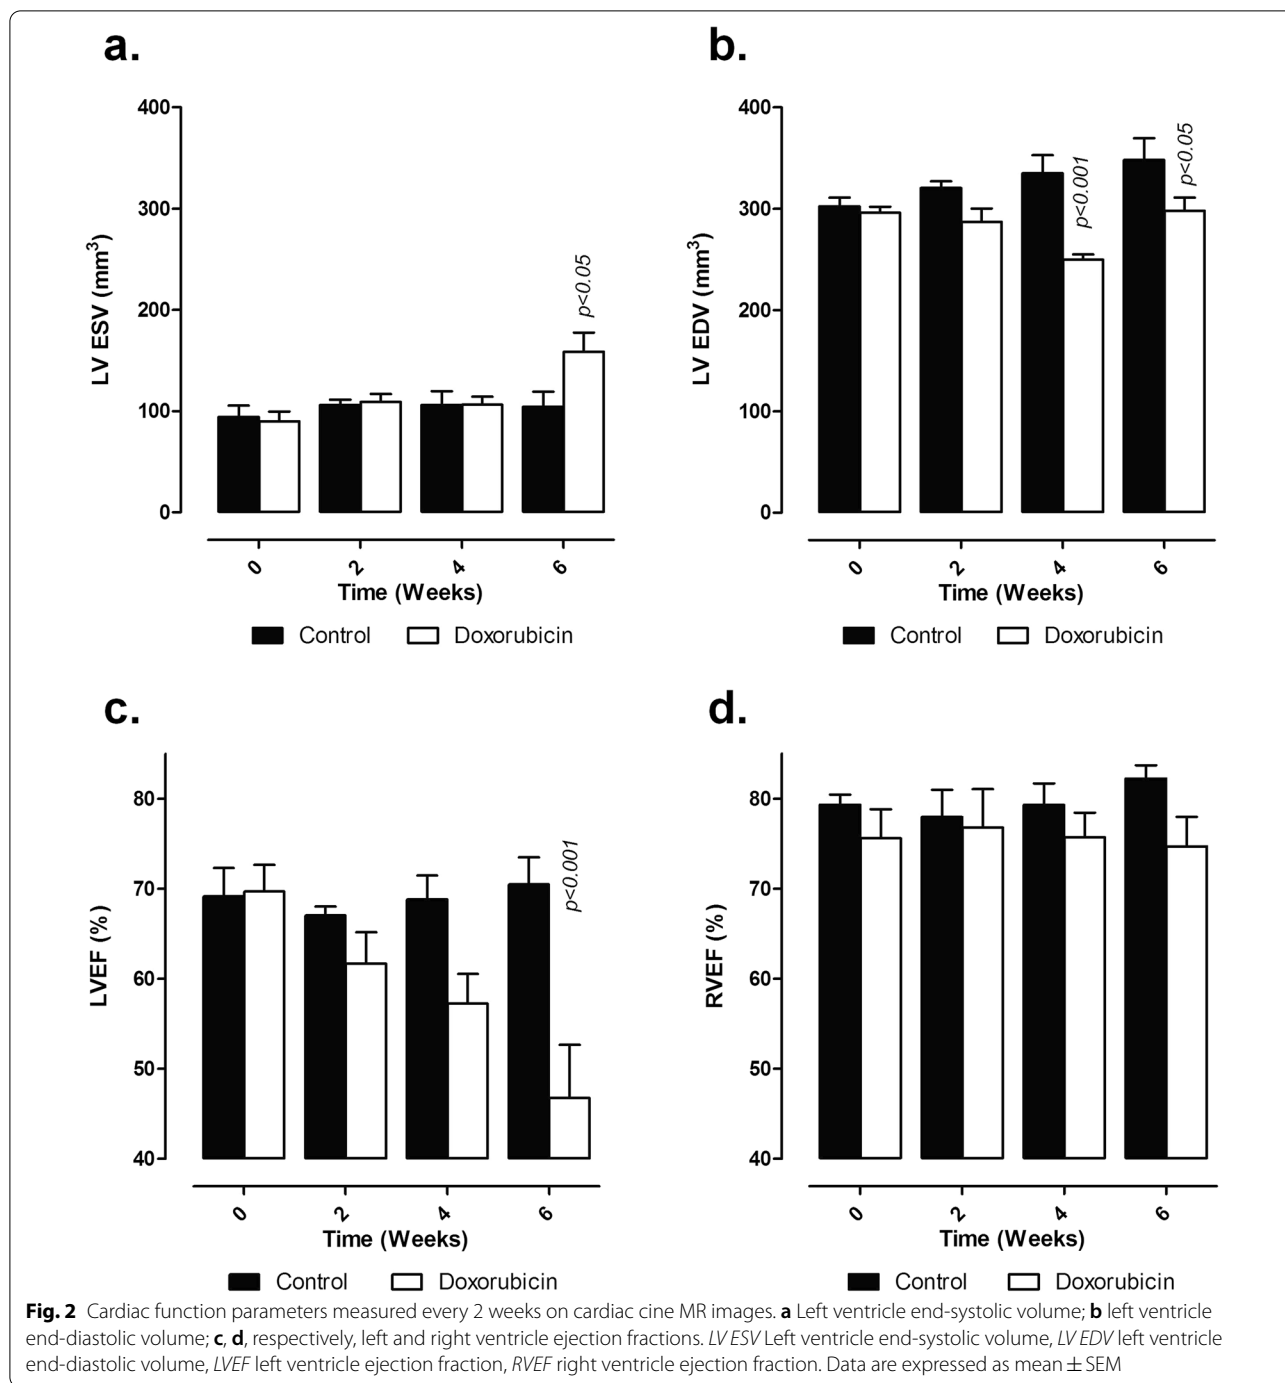 a.
400
300
200
100
0
LV ESV (mm³)
p<0.05
0 2 4 6
Time (Weeks)
Control Doxorubicin
b.
400
300
200
100
0
LV EDV (mm³)
p<0.001
p<0.05
0 2 4 6
Time (Weeks)
Control Doxorubicin
c.
80
70
60
50
40
LVEF (%)
p<0.001
0 2 4 6
Time (Weeks)
Control Doxorubicin
d.
80
70
60
50
40
RVEF (%)
0 2 4 6
Time (Weeks)
Control Doxorubicin
Fig. 2 Cardiac function parameters measured every 2 weeks on cardiac cine MR images. a Left ventricle end-systolic volume; b left ventricle
end-diastolic volume; c, d, respectively, left and right ventricle ejection fractions. LV ESV Left ventricle end-systolic volume, LV EDV left ventricle
end-diastolic volume, LVEF left ventricle ejection fraction, RVEF right ventricle ejection fraction. Data are expressed as mean ± SEM